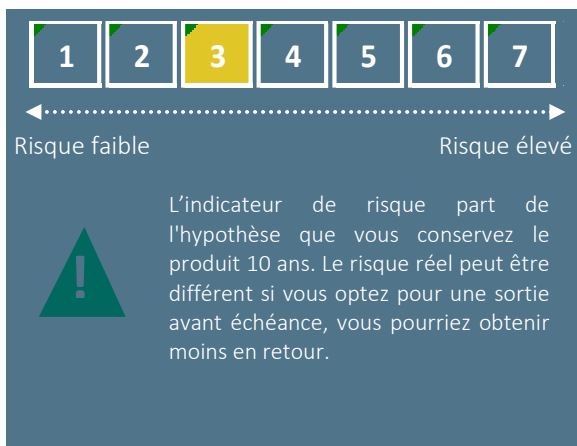 1 2 3 4 5 6 7
Risque faible Risque élevé
L’indicateur de risque part de
l'hypothèse que vous conservez le
produit 10 ans. Le risque réel peut être
différent si vous optez pour une sortie
avant échéance, vous pourriez obtenir
moins en retour.
!